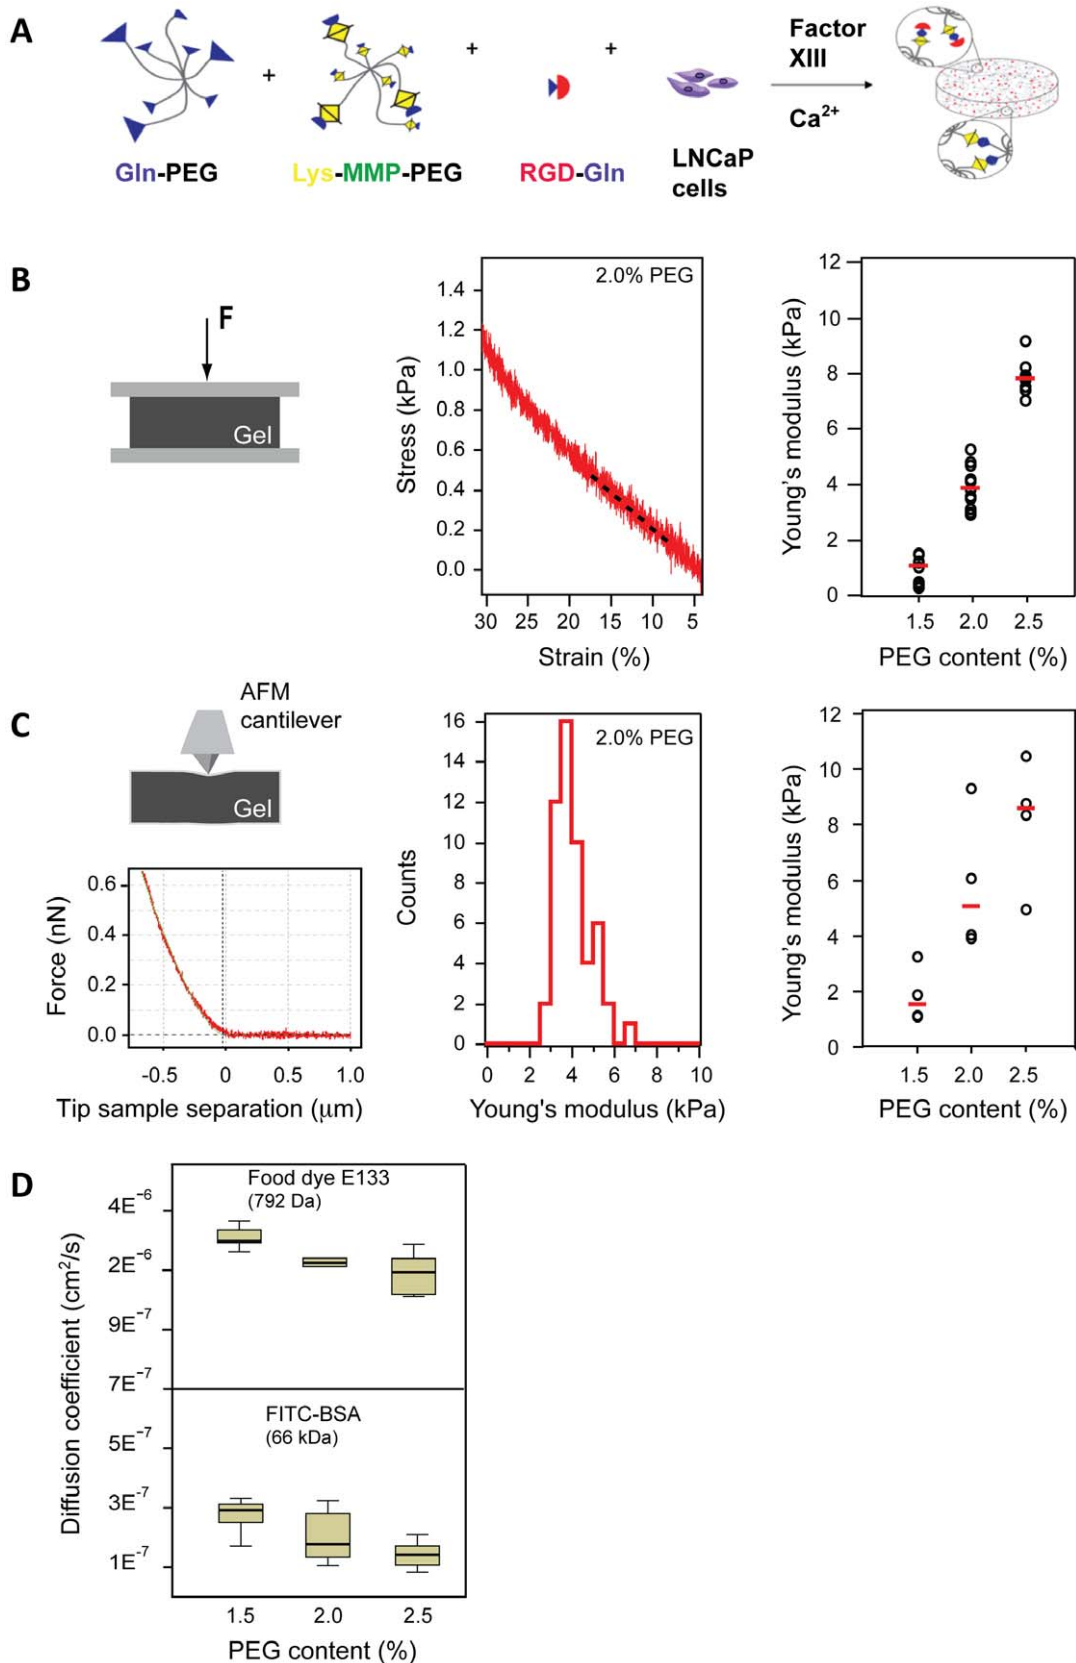 A
Gln-PEG
+
Lys-MMP-PEG
+
RGD-Gln
+
LNCaP
cells
Factor
XIII
Ca²⁺
B
F
Gel
2.0% PEG
Stress (kPa)
1.4
1.2
1.0
0.8
0.6
0.4
0.2
0.0
30 25 20 15 10 5
Strain (%)
Young's modulus (kPa)
12
10
8
6
4
2
0
1.5 2.0 2.5
PEG content (%)
C
AFM
cantilever
Gel
Force (nN)
0.6
0.4
0.2
0.0
-0.5 0 0.5 1.0
Tip sample separation (μm)
2.0% PEG
Counts
16
14
12
10
8
6
4
2
0
0 2 4 6 8 10
Young's modulus (kPa)
Young's modulus (kPa)
12
10
8
6
4
2
0
1.5 2.0 2.5
PEG content (%)
D
Food dye E133
(792 Da)
Diffusion coefficient (cm²/s)
4E⁻⁶
2E⁻⁶
9E⁻⁷
7E⁻⁷
FITC-BSA
(66 kDa)
5E⁻⁷
3E⁻⁷
1E⁻⁷
1.5 2.0 2.5
PEG content (%)